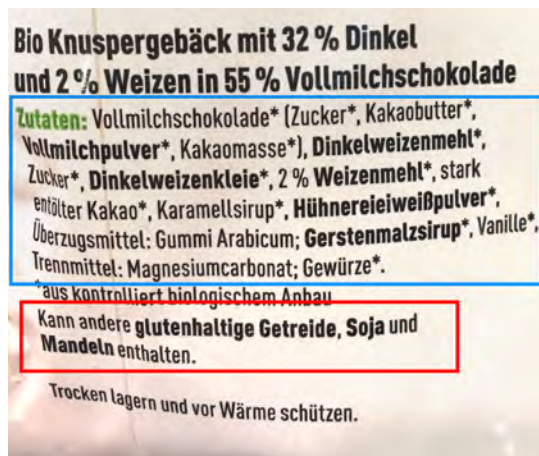 Bio Knuspergebäck mit 32 % Dinkel
und 2 % Weizen in 55 % Vollmilchschokolade
Zutaten: Vollmilchschokolade* (Zucker*, Kakaobutter*,
Vollmilchpulver*, Kakaomasse*), Dinkelweizenmehl*,
Zucker*, Dinkelweizenkleie*, 2 % Weizenmehl*, stark
entölter Kakao*, Karamellsirup*, Hühnereieiweißpulver*,
Überzugsmittel: Gummi Arabicum; Gerstenmalzsirup*, Vanille*,
Trennmittel: Magnesiumcarbonat; Gewürze*.
*aus kontrolliert biologischem Anbau
Kann andere glutenhaltige Getreide, Soja und
Mandeln enthalten.
Trocken lagern und vor Wärme schützen.